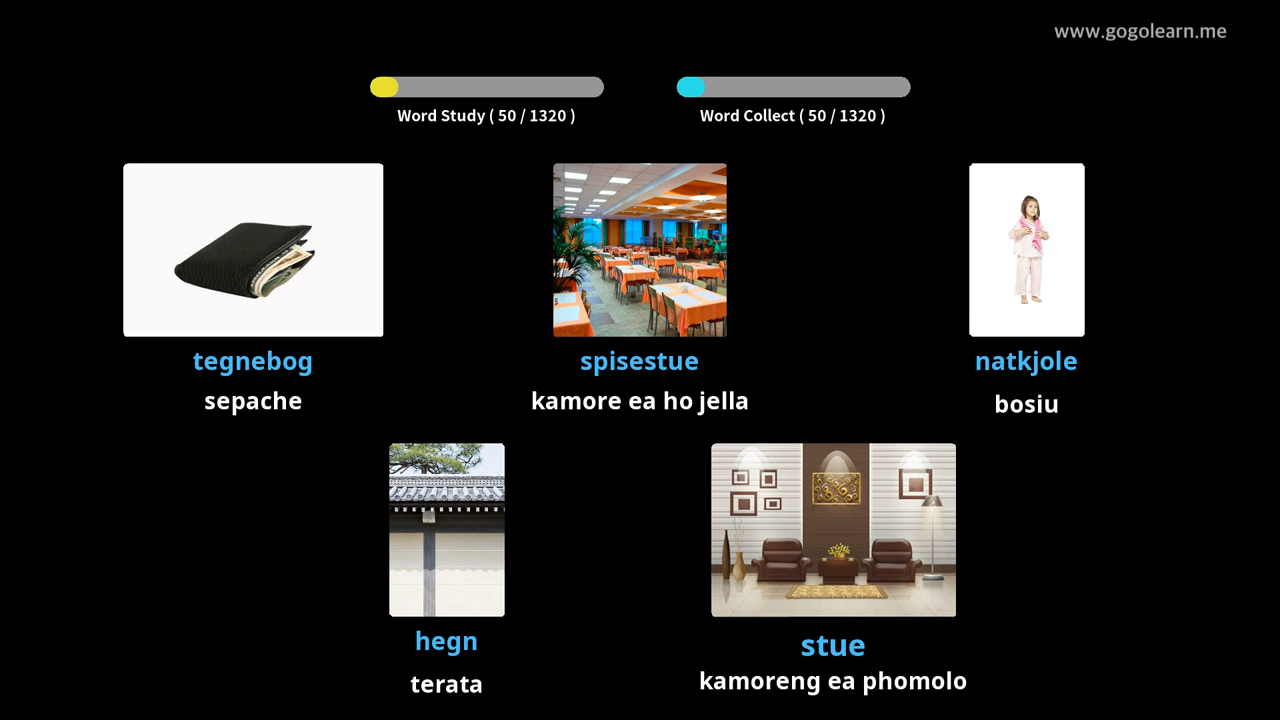 www.gogolearn.me
Word Study ( 50 / 1320 )
Word Collect ( 50 / 1320 )
tegnebog
sepache
spisestue
kamore ea ho jella
natkjole
bosiu
hegn
terata
stue
kamoreng ea phomolo